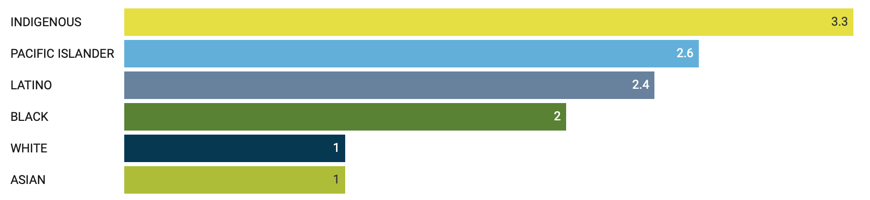 INDIGENOUS 3.3
PACIFIC ISLANDER 2.6
LATINO 2.4
BLACK 2
WHITE 1
ASIAN 1